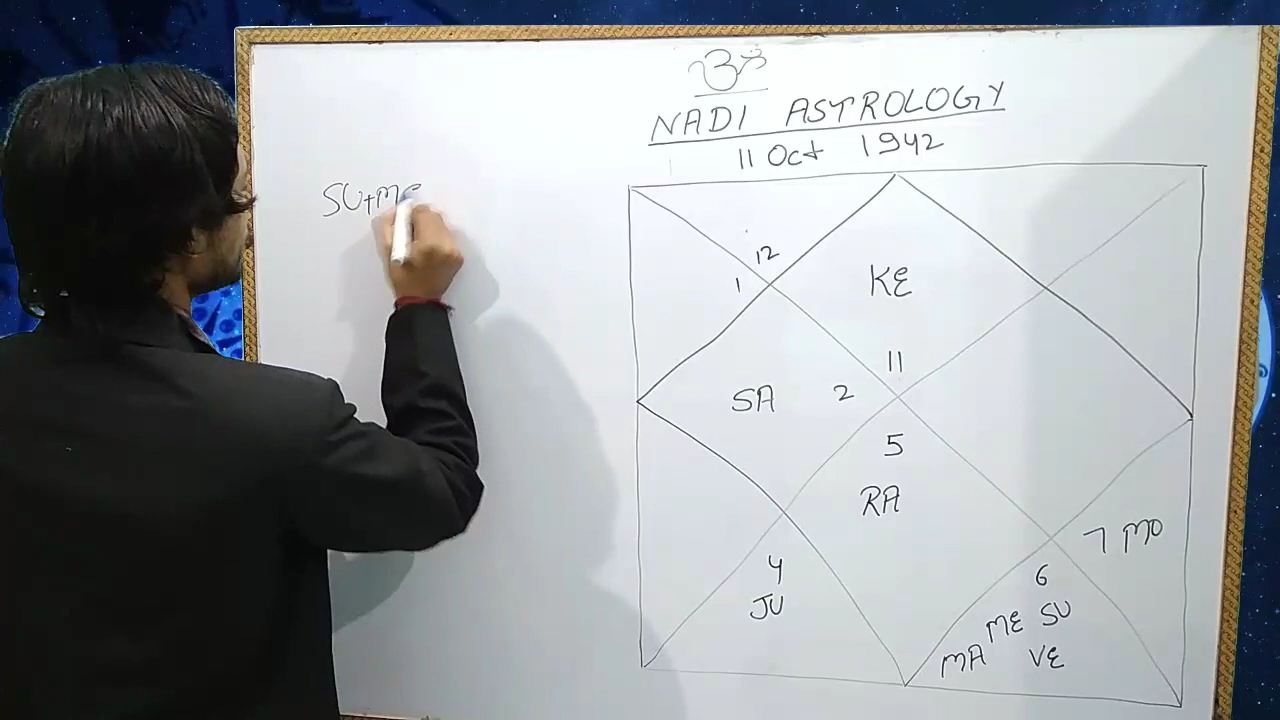 ॐ
NADI ASTROLOGY
11 Oct 1942
SU+ME
12
1
KE
11
SA 2
5
RA
7 MO
4
JU
6
ME SU
MA VE